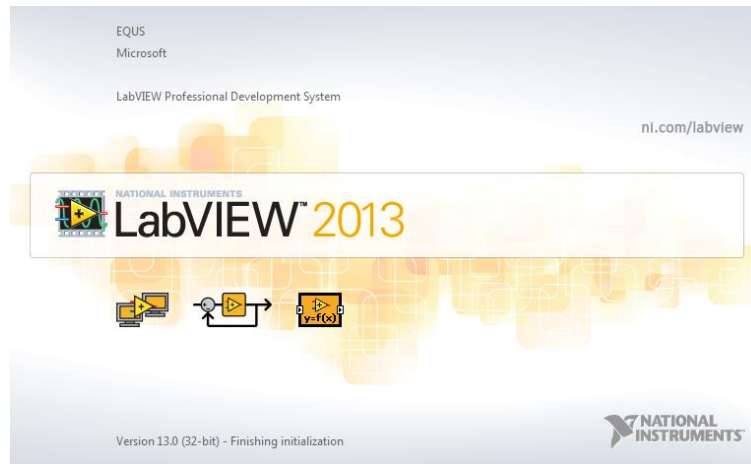 EQUS
Microsoft
LabVIEW Professional Development System
ni.com/labview
NATIONAL INSTRUMENTS
LabVIEW™ 2013
y=f(x)
Version 13.0 (32-bit) - Finishing initialization
NATIONAL
INSTRUMENTS